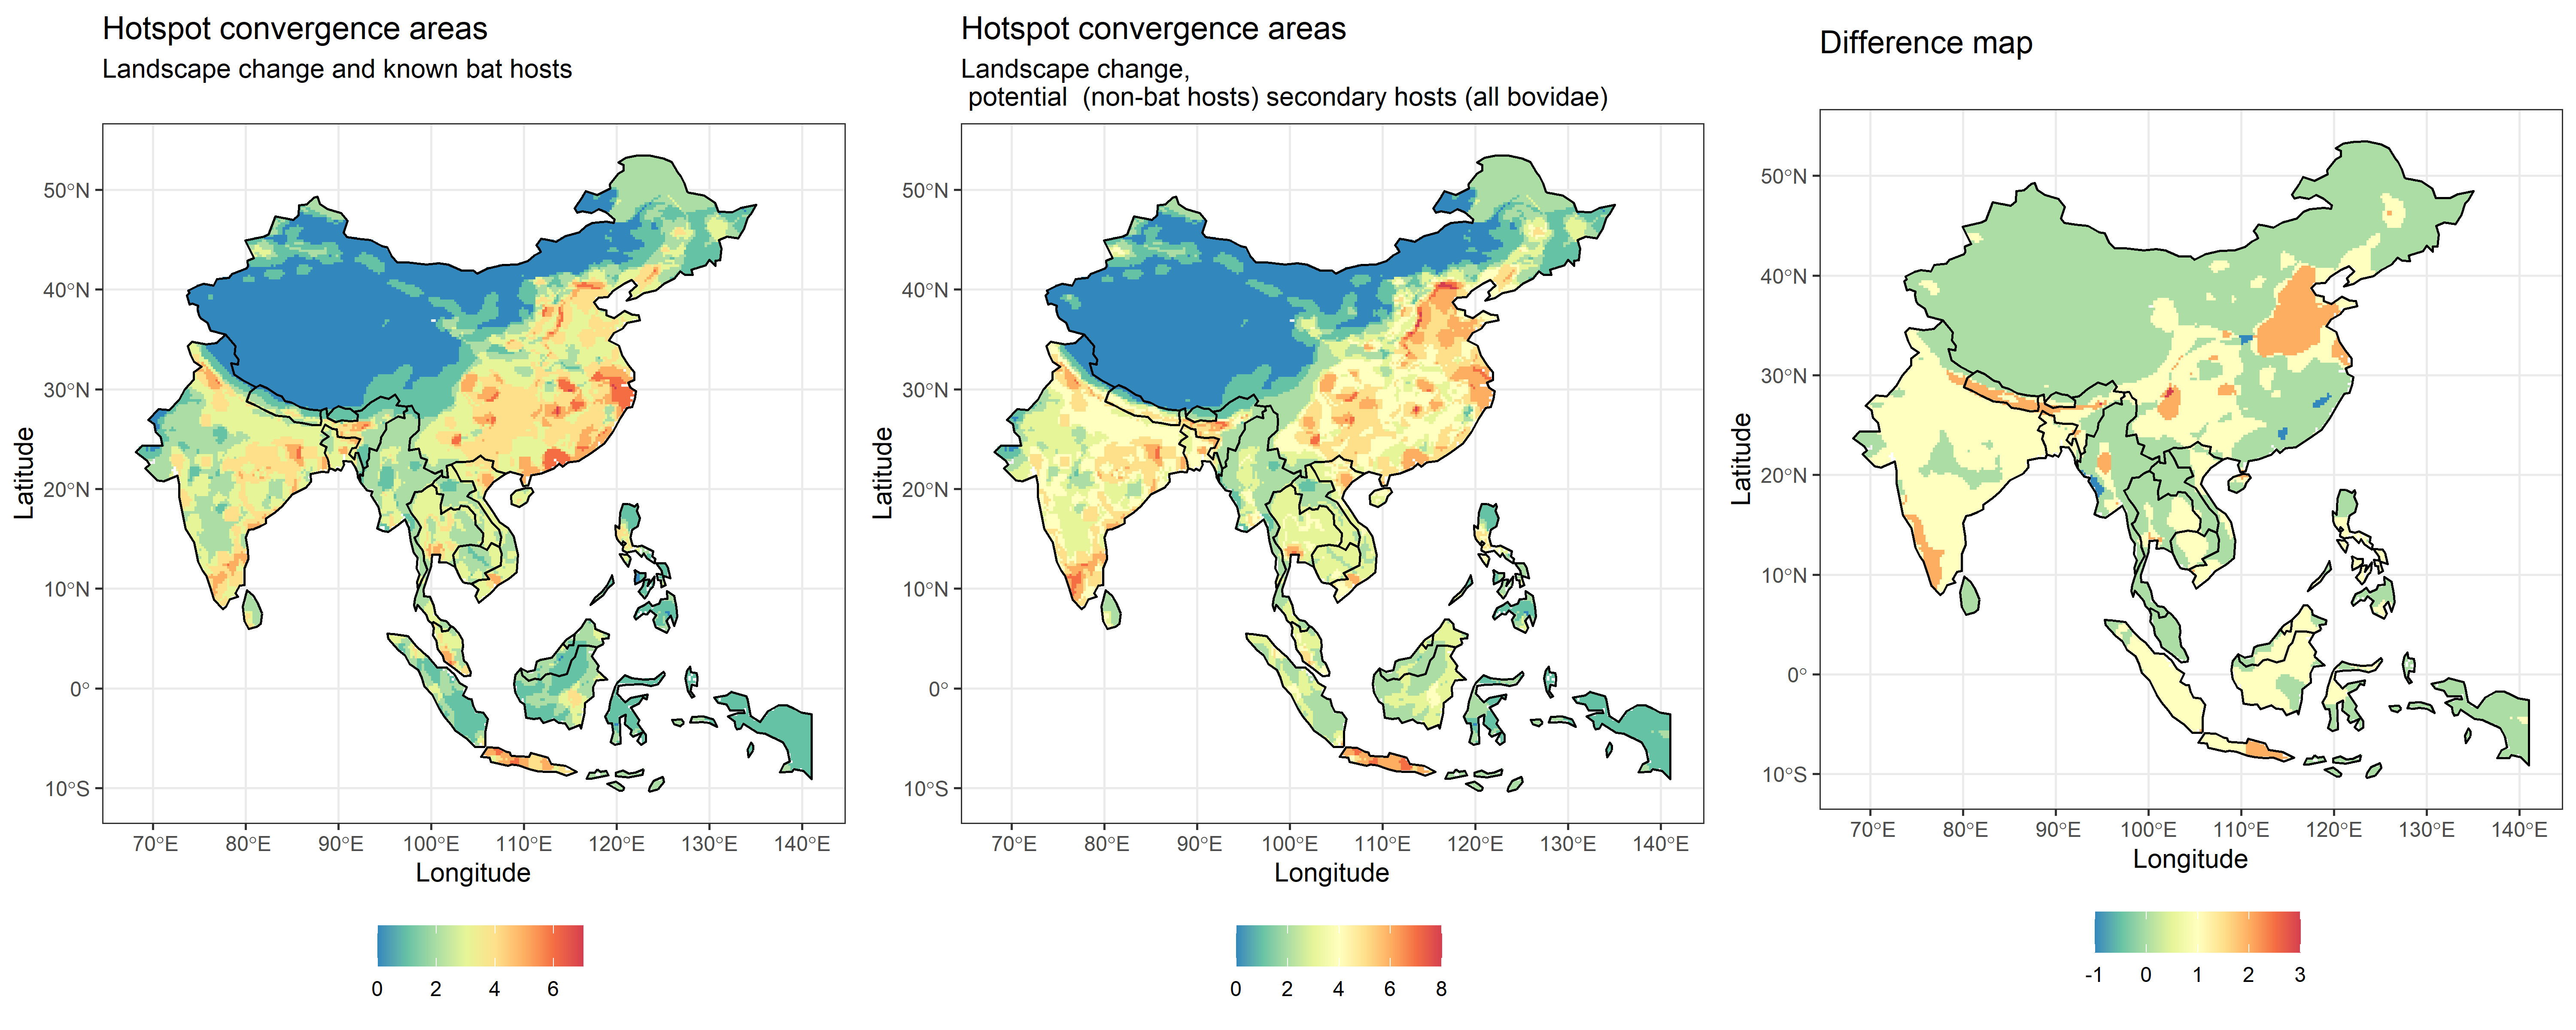 Hotspot convergence areas
Landscape change and known bat hosts
50°N
40°N
30°N
20°N
10°N
0°
10°S
Latitude
70°E 80°E 90°E 100°E 110°E 120°E 130°E 140°E
Longitude
0 2 4 6
Hotspot convergence areas
Landscape change,
potential (non-bat hosts) secondary hosts (all bovidae)
50°N
40°N
30°N
20°N
10°N
0°
10°S
Latitude
70°E 80°E 90°E 100°E 110°E 120°E 130°E 140°E
Longitude
0 2 4 6 8
Difference map
50°N
40°N
30°N
20°N
10°N
0°
10°S
Latitude
70°E 80°E 90°E 100°E 110°E 120°E 130°E 140°E
Longitude
-1 0 1 2 3